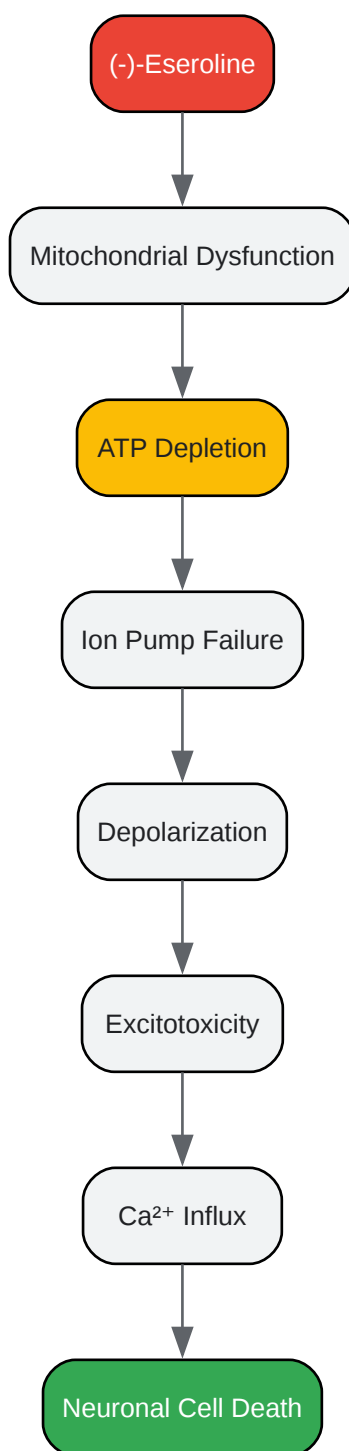 (-)-Eseroline
Mitochondrial Dysfunction
ATP Depletion
Ion Pump Failure
Depolarization
Excitotoxicity
Ca²⁺ Influx
Neuronal Cell Death